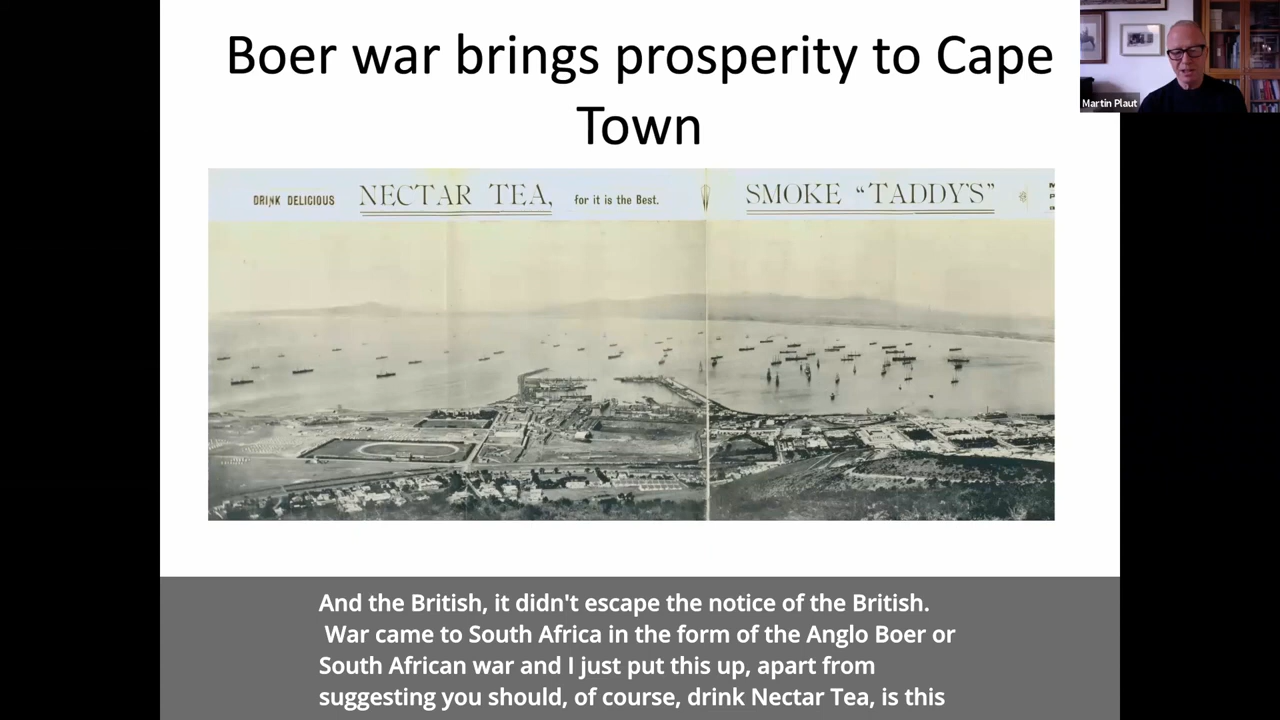 Boer war brings prosperity to Cape
Town
Martin Plaut
DRINK DELICIOUS NECTAR TEA, for it is the Best. SMOKE "TADDY'S"
And the British, it didn't escape the notice of the British.
War came to South Africa in the form of the Anglo Boer or
South African war and I just put this up, apart from
suggesting you should, of course, drink Nectar Tea, is this